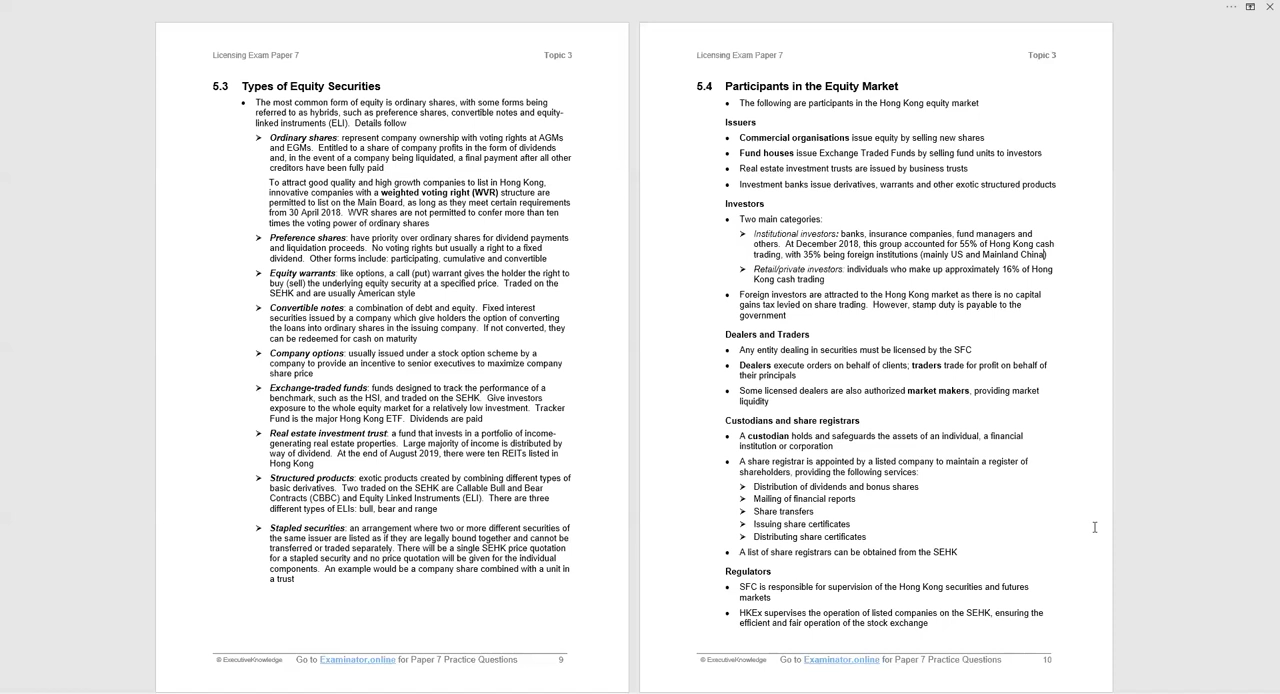 Licensing Exam Paper 7 Topic 3
5.3 Types of Equity Securities
• The most common form of equity is ordinary shares, with some forms being
referred to as hybrids, such as preference shares, convertible notes and equity-
linked instruments (ELI). Details follow
➢ Ordinary shares: represent company ownership with voting rights at AGMs
and EGMs. Entitled to a share of company profits in the form of dividends
and, in the event of a company being liquidated, a final payment after all other
creditors have been fully paid
To attract good quality and high growth companies to list in Hong Kong,
innovative companies with a weighted voting right (WVR) structure are
permitted to list on the Main Board, as long as they meet certain requirements
from 30 April 2018. WVR shares are not permitted to confer more than ten
times the voting power of ordinary shares
➢ Preference shares: have priority over ordinary shares for dividend payments
and liquidation proceeds. No voting rights but usually a right to a fixed
dividend. Other forms include: participating, cumulative and convertible
➢ Equity warrants: like options, a call (put) warrant gives the holder the right to
buy (sell) the underlying equity security at a specified price. Traded on the
SEHK and are usually American style
➢ Convertible notes: a combination of debt and equity. Fixed interest
securities issued by a company which give holders the option of converting
the loans into ordinary shares in the issuing company. If not converted, they
can be redeemed for cash on maturity
➢ Company options: usually issued under a stock option scheme by a
company to provide an incentive to senior executives to maximize company
share price
➢ Exchange-traded funds: funds designed to track the performance of a
benchmark, such as the HSI, and traded on the SEHK. Give investors
exposure to the whole equity market for a relatively low investment. Tracker
Fund is the major Hong Kong ETF. Dividends are paid
➢ Real estate investment trust: a fund that invests in a portfolio of income-
generating real estate properties. Large majority of income is distributed by
way of dividend. At the end of August 2019, there were ten REITs listed in
Hong Kong
➢ Structured products: exotic products created by combining different types of
basic derivatives. Two traded on the SEHK are Callable Bull and Bear
Contracts (CBBC) and Equity Linked Instruments (ELI). There are three
different types of ELIs: bull, bear and range
➢ Stapled securities: an arrangement where two or more different securities of
the same issuer are listed as if they are legally bound together and cannot be
transferred or traded separately. There will be a single SEHK price quotation
for a stapled security and no price quotation will be given for the individual
components. An example would be a company share combined with a unit in
a trust
© ExecutiveKnowledge Go to Examinator.online for Paper 7 Practice Questions 9
Licensing Exam Paper 7 Topic 3
5.4 Participants in the Equity Market
• The following are participants in the Hong Kong equity market
Issuers
• Commercial organisations issue equity by selling new shares
• Fund houses issue Exchange Traded Funds by selling fund units to investors
• Real estate investment trusts are issued by business trusts
• Investment banks issue derivatives, warrants and other exotic structured products
Investors
• Two main categories:
➢ Institutional investors: banks, insurance companies, fund managers and
others. At December 2018, this group accounted for 55% of Hong Kong cash
trading, with 35% being foreign institutions (mainly US and Mainland China)
➢ Retail/private investors: individuals who make up approximately 16% of Hong
Kong cash trading
• Foreign investors are attracted to the Hong Kong market as there is no capital
gains tax levied on share trading. However, stamp duty is payable to the
government
Dealers and Traders
• Any entity dealing in securities must be licensed by the SFC
• Dealers execute orders on behalf of clients; traders trade for profit on behalf of
their principals
• Some licensed dealers are also authorized market makers, providing market
liquidity
Custodians and share registrars
• A custodian holds and safeguards the assets of an individual, a financial
institution or corporation
• A share registrar is appointed by a listed company to maintain a register of
shareholders, providing the following services:
➢ Distribution of dividends and bonus shares
➢ Mailing of financial reports
➢ Share transfers
➢ Issuing share certificates
➢ Distributing share certificates
• A list of share registrars can be obtained from the SEHK
Regulators
• SFC is responsible for supervision of the Hong Kong securities and futures
markets
• HKEx supervises the operation of listed companies on the SEHK, ensuring the
efficient and fair operation of the stock exchange
© ExecutiveKnowledge Go to Examinator.online for Paper 7 Practice Questions 10